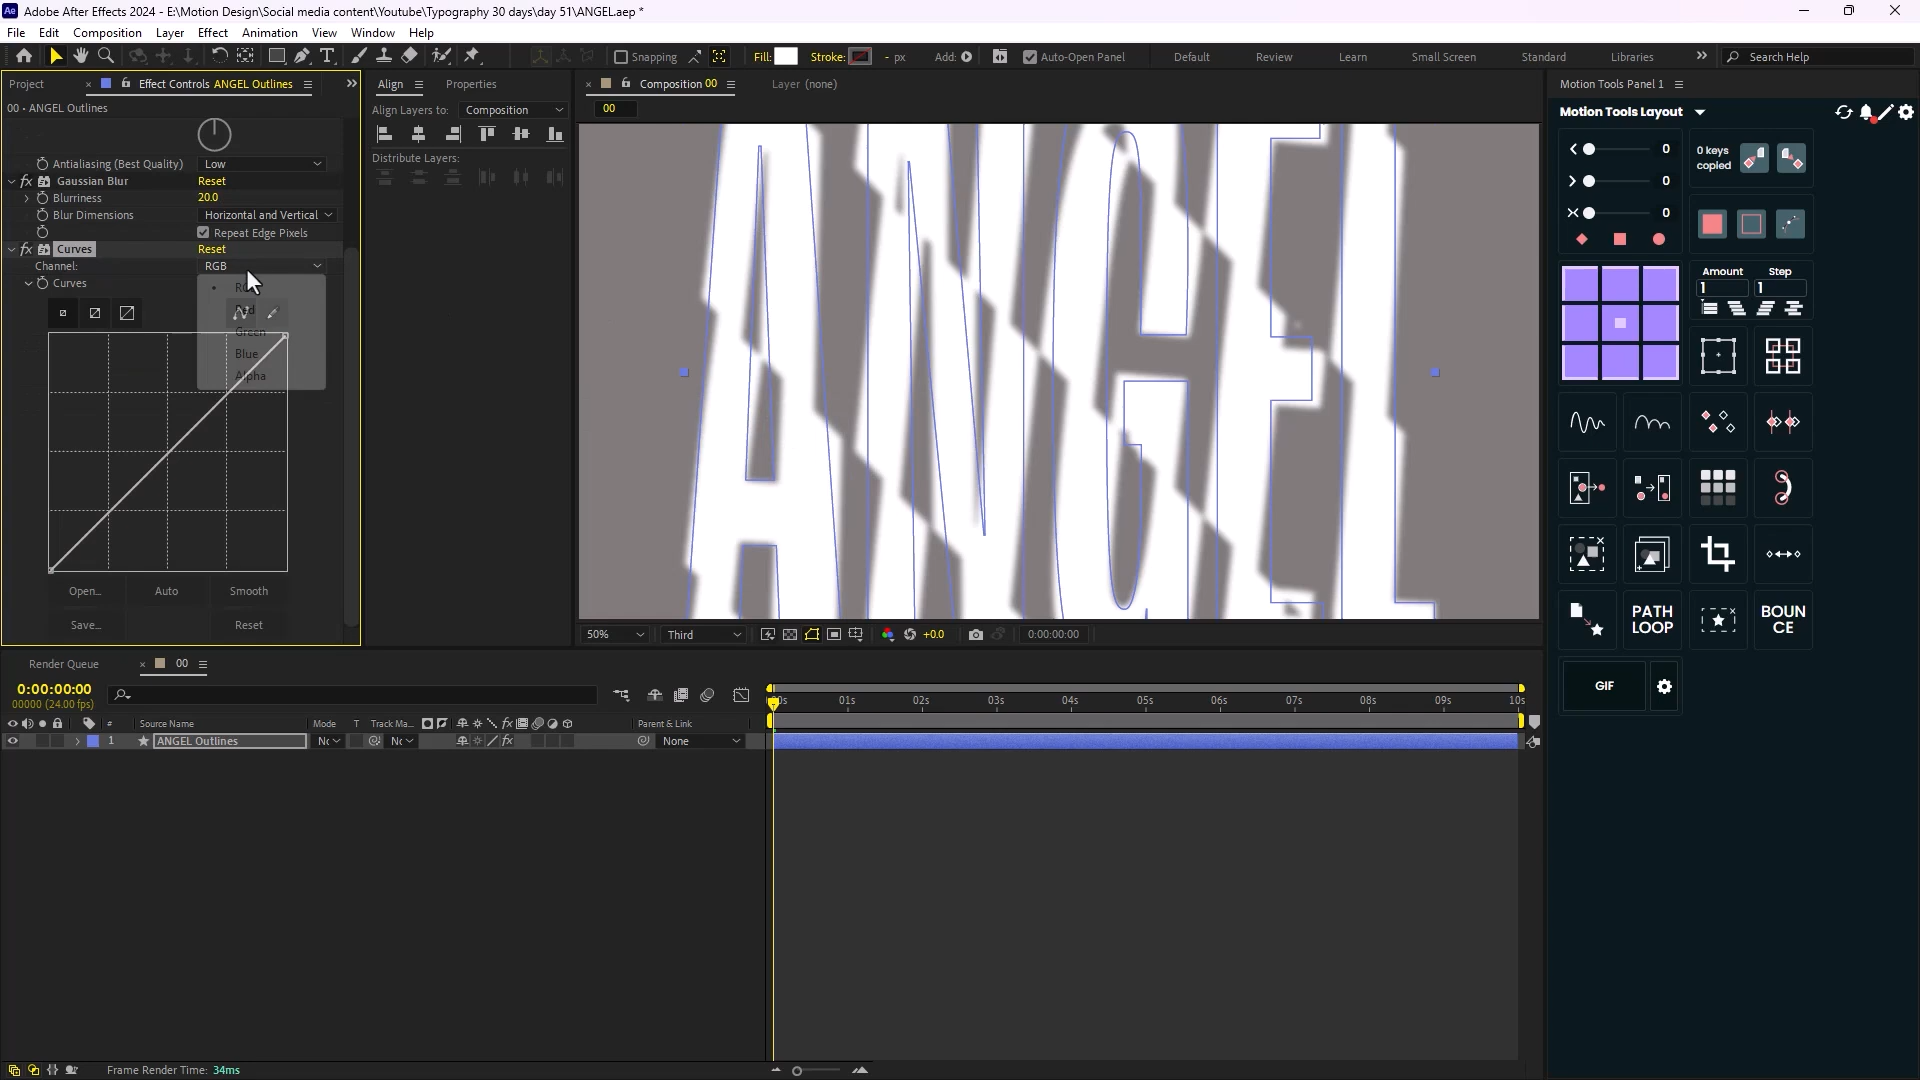 Adobe After Effects 2024 - E:\Motion Design\Social media content\Youtube\Typography 30 days\day 51\ANGEL.aep *
File Edit Composition Layer Effect Animation View Window Help
Snapping Fill: Stroke: - px Add: Auto-Open Panel Default Review Learn Small Screen Standard Libraries Search Help
Project Effect Controls ANGEL Outlines Align Properties Composition 00 Layer (none) Motion Tools Panel 1
00 - ANGEL Outlines
Align Layers to: Composition
00
Motion Tools Layout
Distribute Layers:
Antialiasing (Best Quality) Low
fx Gaussian Blur Reset
Blurriness 20.0
Blur Dimensions Horizontal and Vertical
Repeat Edge Pixels
fx Curves Reset
Channel: RGB
Curves
Green
Blue
Alpha
Open... Auto Smooth
Save... Reset
ANGEL
0
0
0
0 keys copied
Amount Step
1 1
PATH LOOP
BOUN CE
GIF
50% Third +0.0 0:00:00:00
Render Queue 00
0:00:00:00
00000 (24.00 fps)
01s 02s 03s 04s 05s 06s 07s 08s 09s 10s
# Source Name Mode T Track Ma... fx Parent & Link
1 ANGEL Outlines fx None
Frame Render Time: 34ms